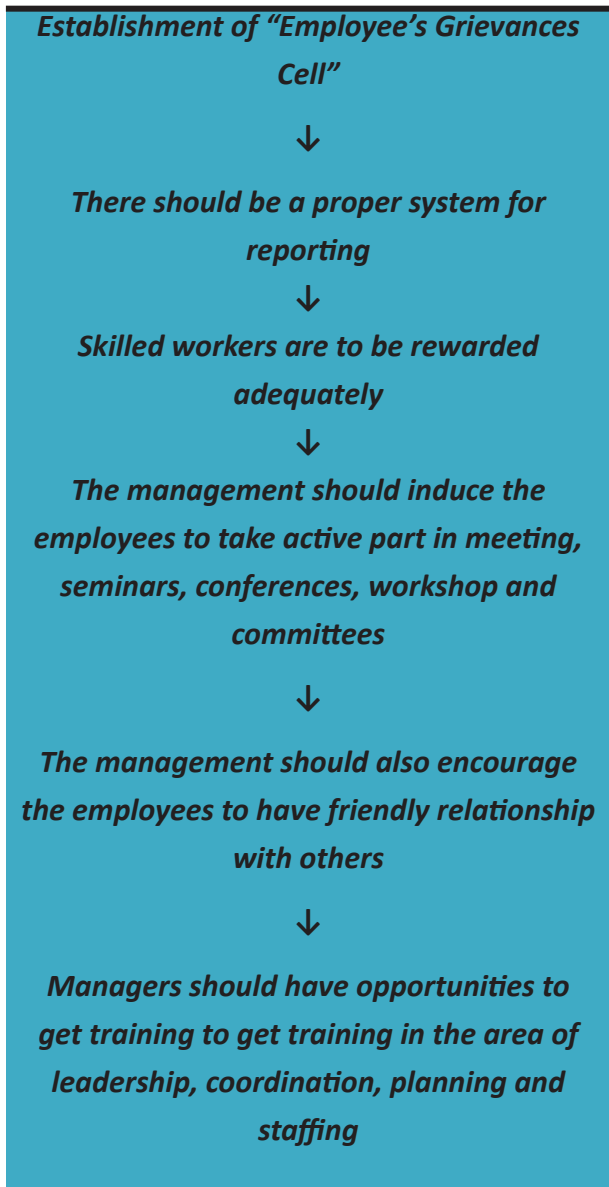 Establishment of “Employee’s Grievances
Cell”
↓
There should be a proper system for
reporting
↓
Skilled workers are to be rewarded
adequately
↓
The management should induce the
employees to take active part in meeting,
seminars, conferences, workshop and
committees
↓
The management should also encourage
the employees to have friendly relationship
with others
↓
Managers should have opportunities to
get training to get training in the area of
leadership, coordination, planning and
staffing